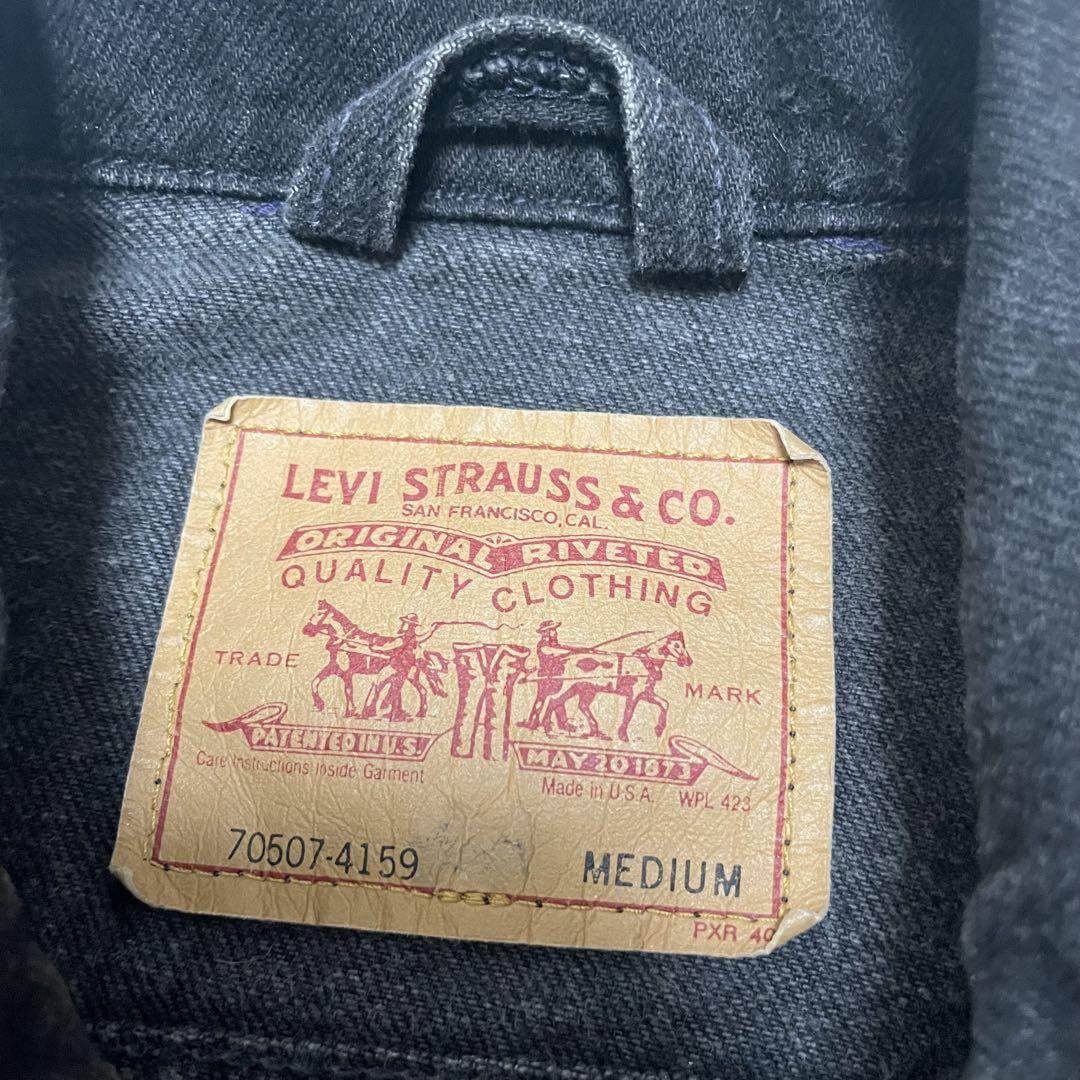 LEVI STRAUSS & CO.
SAN FRANCISCO, CAL.
ORIGINAL RIVETED
QUALITY CLOTHING
TRADE MARK
PATENTED IN U.S. MAY 20 1873
Care Instructions Inside Garment
Made in U.S.A. WPL 423
70507-4159 MEDIUM
PXR 40